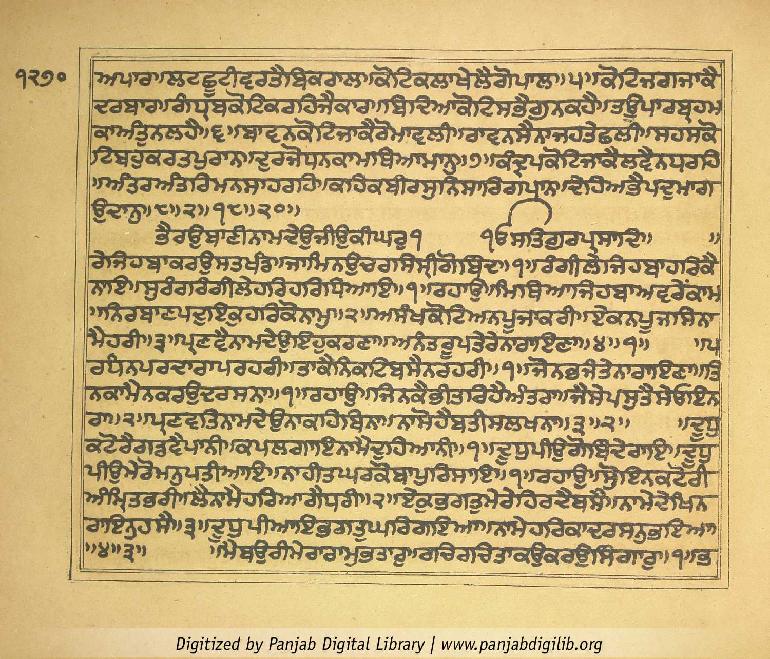 ੧੨੭੦
ਅਪਾਰਾ॥ਲਟਛੂਟੀਵਰਤੈਬਿਕਰਾਲਾ॥ਕੋਟਿਕਲਾਖੇਲੈਗੋਪਾਲਾ॥੫॥ਕੋਟਿਜਗਜਾਕੈ
ਦਰਬਾਰ॥ਗੰਧ੍ਰਬਕੋਟਿਕਰਹਿਜੈਕਾਰ॥ਬਿਦਿਆਕੋਟਿਸਭੈਗੁਨਕਹੈ॥ਤਊਪਾਰਬ੍ਰਹਮ
ਕਾਅੰਤੁਨਲਹੈ॥੬॥ਬਾਵਨਕੋਟਿਜਾਕੈਰੋਮਾਵਲੀ॥ਰਾਵਨਸੈਨਾਜਹਤੇਛਲੀ॥ਸਹਸਕੋ
ਟਿਬਹੁਕਹਤਪੁਰਾਨ॥ਦੁਰਜੋਧਨਕਾਮਥਿਆਮਾਨੁ॥੭॥ਕੰਦ੍ਰਪਕੋਟਿਜਾਕੈਲਵੈਨਧਰਹਿ
॥ਅੰਤਰਅੰਤਰਿਮਨਸਾਹਰਹਿ॥ਕਹਿਕਬੀਰਸੁਨਿਸਾਰਿਗਪਾਨ॥ਦੇਹਿਅਭੈਪਦੁਮਾਗ
ਉਦਾਨ॥੮॥੨॥੧੮॥੨੦॥
ਭੈਰਉਬਾਣੀਨਾਮਦੇਉਜੀਉਕੀਘਰੁ੧ ੴਸਤਿਗੁਰਪ੍ਰਸਾਦਿ॥ ॥
ਰੇਜਿਹਬਾਕਰਉਸਤਖੰਡ॥ਜਾਮਿਨਉਚਰਸਿਸ੍ਰੀਗੋਬਿੰਦ॥੧॥ਰੰਗੀਲੇਜਿਹਬਾਹਰਿਕੈ
ਨਾਇ॥ਸੁਰੰਗਰੰਗੀਲੇਹਰਿਹਰਿਧਿਆਇ॥੧॥ਰਹਾਉ॥ਮਿਥਿਆਜਿਹਬਾਅਵਰੇਂਕਾਮ
॥ਨਿਰਬਾਣਪਦੁਇਕੁਹਰਿਕੋਨਾਮੁ॥੨॥ਅਸੰਖਕੋਟਿਅਨਪੂਜਾਕਰੀ॥ਏਕਨਪੂਜਸਿਨਾ
ਮੈਹਰੀ॥੩॥ਪ੍ਰਣਵੈਨਾਮਦੇਉਇਹੁਕਰਣਾ॥ਅਨੰਤਰੂਪਤੇਰੇਨਾਰਾਇਣਾ॥੪॥੧॥ ॥ਪ
ਰਧਨਪਰਦਾਰਾਪਰਹਰੀ॥ਤਾਕੈਨਿਕਟਿਬਸੈਨਰਹਰੀ॥੧॥ਜੋਨਭਜੰਤੇਨਾਰਾਇਣਾ॥ਤਿ
ਨਕਾਮੈਨਕਰਉਦਰਸਨਾ॥੧॥ਰਹਾਉ॥ਜਿਨਕੈਭੀਤਰਿਹੈਅੰਤਰਾ॥ਜੈਸੇਪਸੁਤੈਸੇਓਇਨ
ਰਾ॥੨॥ਪ੍ਰਣਵਤਿਨਾਮਦੇਉਨਾਕਹਿਬਿਨਾ॥ਨਾਸੋਹੈਬਤੀਸਲਖਨਾ॥੩॥੨॥ ॥ਦੂਧੁ
ਕਟੋਰੈਗਡਵੈਪਾਨੀ॥ਕਪਲਗਾਇਨਾਮੈਦੁਹਿਆਨੀ॥੧॥ਦੂਧੁਪੀਉਗੋਬਿੰਦੇਰਾਇ॥ਦੂਧੁ
ਪੀਉਮੇਰੋਮਨੁਪਤੀਆਇ॥ਨਾਹੀਤਘਰਕੋਬਾਪੁਰਿਸਾਇ॥੧॥ਰਹਾਉ॥ਸੋੁਇਨਕਟੋਰੀ
ਅੰਮ੍ਰਿਤਭਰੀ॥ਲੈਨਾਮੈਹਰਿਆਗੈਧਰੀ॥੨॥ਏਕੁਭਗਤੁਮੇਰੇਹਿਰਦੈਬਸੈ॥ਨਾਮੇਦੇਖਿਨ
ਰਾਇਨੁਹਸੈ॥੩॥ਦੂਧੁਪੀਆਇਭਗਤੁਘਰਿਗਇਆ॥ਨਾਮੇਹਰਿਕਾਦਰਸਨੁਭਇਆ
॥੪॥੩॥ ॥ਮੈਬਉਰੀਮੇਰਾਰਾਮੁਭਤਾਰੁ॥ਰਚਿਰਚਿਤਾਕਉਕਰਉਸਿੰਗਾਰੁ॥੧॥ਭ
Digitized by Panjab Digital Library | www.panjabdigilib.org